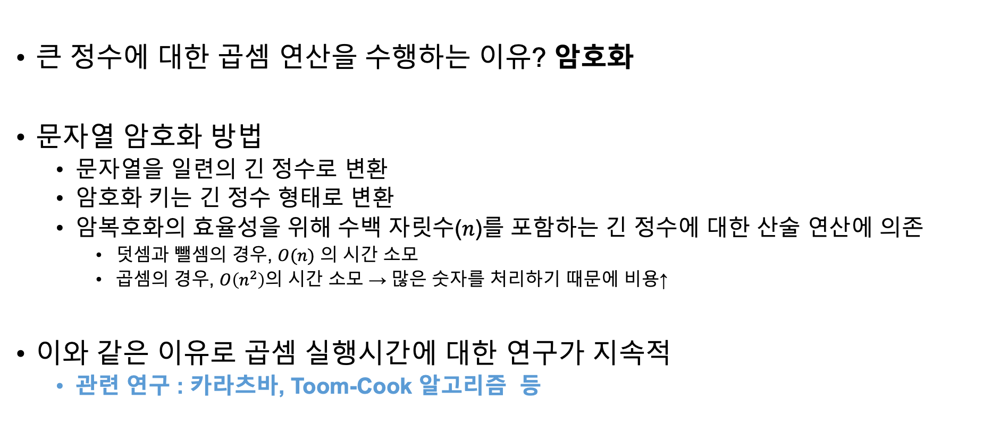 • 큰 정수에 대한 곱셈 연산을 수행하는 이유? 암호화
• 문자열 암호화 방법
• 문자열을 일련의 긴 정수로 변환
• 암호화 키는 긴 정수 형태로 변환
• 암복호화의 효율성을 위해 수백 자릿수(n)를 포함하는 긴 정수에 대한 산술 연산에 의존
• 덧셈과 뺄셈의 경우, O(n) 의 시간 소모
• 곱셈의 경우, O(n²)의 시간 소모 → 많은 숫자를 처리하기 때문에 비용↑
• 이와 같은 이유로 곱셈 실행시간에 대한 연구가 지속적
• 관련 연구 : 카라츠바, Toom-Cook 알고리즘 등